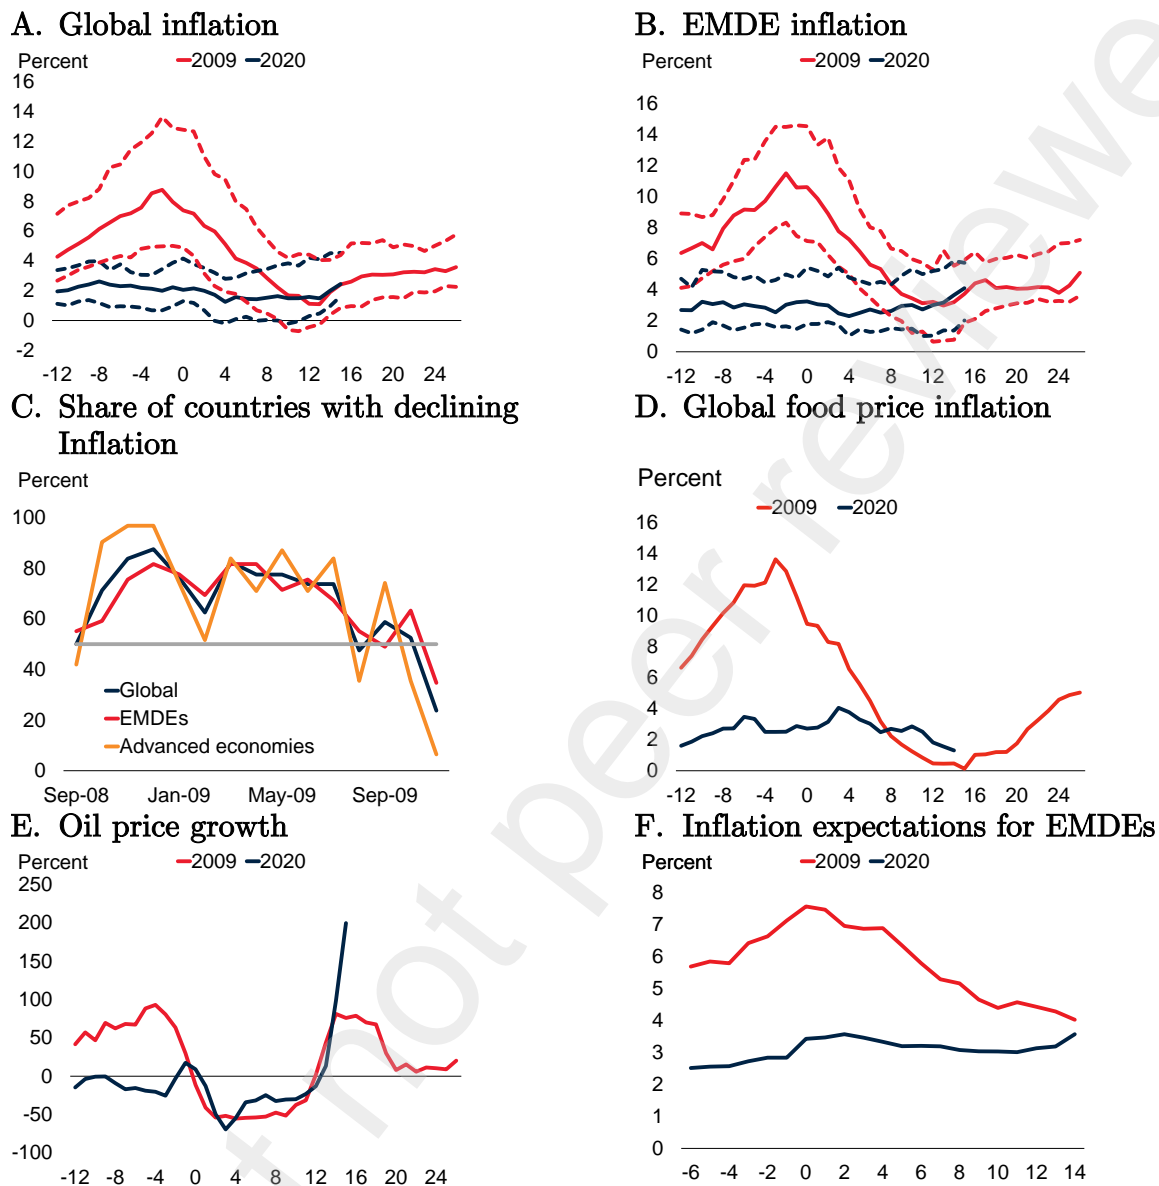 A. Global inflation
Percent
2009 2020
16
14
12
10
8
6
4
2
0
-2
-12 -8 -4 0 4 8 12 16 20 24
B. EMDE inflation
Percent
2009 2020
16
14
12
10
8
6
4
2
0
-12 -8 -4 0 4 8 12 16 20 24
C. Share of countries with declining
Inflation
Percent
100
80
60
40
20
0
Global
EMDEs
Advanced economies
Sep-08 Jan-09 May-09 Sep-09
D. Global food price inflation
Percent
2009 2020
16
14
12
10
8
6
4
2
0
-12 -8 -4 0 4 8 12 16 20 24
E. Oil price growth
Percent
2009 2020
250
200
150
100
50
0
-50
-100
-12 -8 -4 0 4 8 12 16 20 24
F. Inflation expectations for EMDEs
Percent
2009 2020
8
7
6
5
4
3
2
1
0
-6 -4 -2 0 2 4 6 8 10 12 14
not peer reviewe